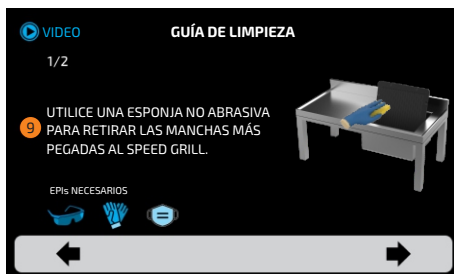 VIDEO
GUÍA DE LIMPIEZA
1/2
9
UTILICE UNA ESPONJA NO ABRASIVA
PARA RETIRAR LAS MANCHAS MÁS
PEGADAS AL SPEED GRILL.
EPIs NECESARIOS